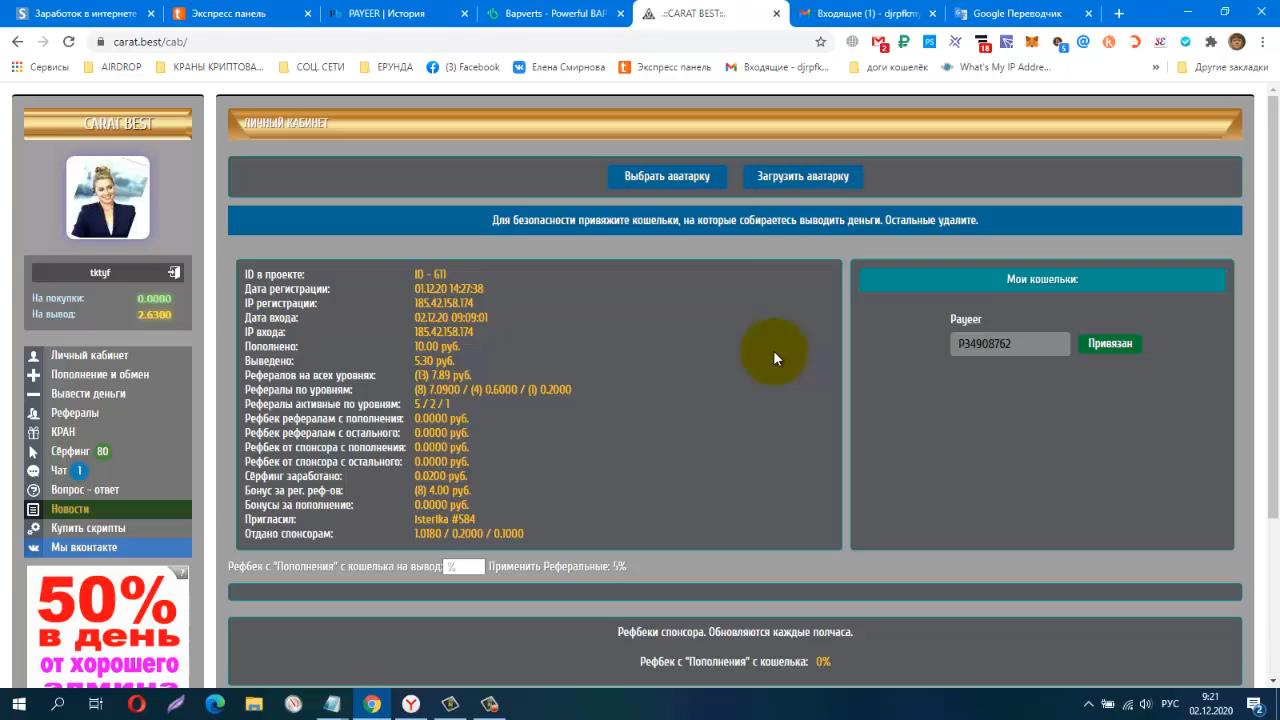 Заработок в интернете
Экспресс панель
PAYEER | История
Bapverts - Powerful BAP
.::CARAT BEST::.
Входящие (1) - djrpfkm
Google Переводчик
carat.best/cab/
2
18
5
Сервисы
AIRDROP
КРАНЫ КРИПТОВА...
СОЦ. СЕТИ
ЕРУНДА
(3) Facebook
Елена Смирнова
Экспресс панель
Входящие - djrpfk...
доги кошелёк
What's My IP Addre...
»
Другие закладки
CARAT BEST
tktyf
На покупки: 0.0000
На вывод: 2.6300
Личный кабинет
Пополнение и обмен
Вывести деньги
Рефералы
КРАН
Сёрфинг 80
Чат 1
Вопрос - ответ
Новости
Купить скрипты
Мы вконтакте
50%
в день
от хорошего
админа
ЛИЧНЫЙ КАБИНЕТ
Выбрать аватарку
Загрузить аватарку
Для безопасности привяжите кошельки, на которые собираетесь выводить деньги. Остальные удалите.
ID в проекте: ID - 611
Дата регистрации: 01.12.20 14:27:38
IP регистрации: 185.42.158.174
Дата входа: 02.12.20 09:09:01
IP входа: 185.42.158.174
Пополнено: 10.00 руб.
Выведено: 5.30 руб.
Рефералов на всех уровнях: (13) 7.89 руб.
Рефералы по уровням: (8) 7.0900 / (4) 0.6000 / (1) 0.2000
Рефералы активные по уровням: 5 / 2 / 1
Рефбек рефералам с пополнения: 0.0000 руб.
Рефбек рефералам с остального: 0.0000 руб.
Рефбек от спонсора с пополнения: 0.0000 руб.
Рефбек от спонсора с остального: 0.0000 руб.
Сёрфинг заработано: 0.0200 руб.
Бонус за рег. реф-ов: (8) 4.00 руб.
Бонусы за пополнение: 0.0000 руб.
Пригласил: Isterika #584
Отдано спонсорам: 1.0180 / 0.2000 / 0.1000
Мои кошельки:
Payeer
P34908762
Привязан
Рефбек с "Пополнения" с кошелька на вывод: % Применить Реферальные: 5%
Рефбеки спонсора. Обновляются каждые полчаса.
Рефбек с "Пополнения" с кошелька: 0%
РУС
9:21
02.12.2020
2